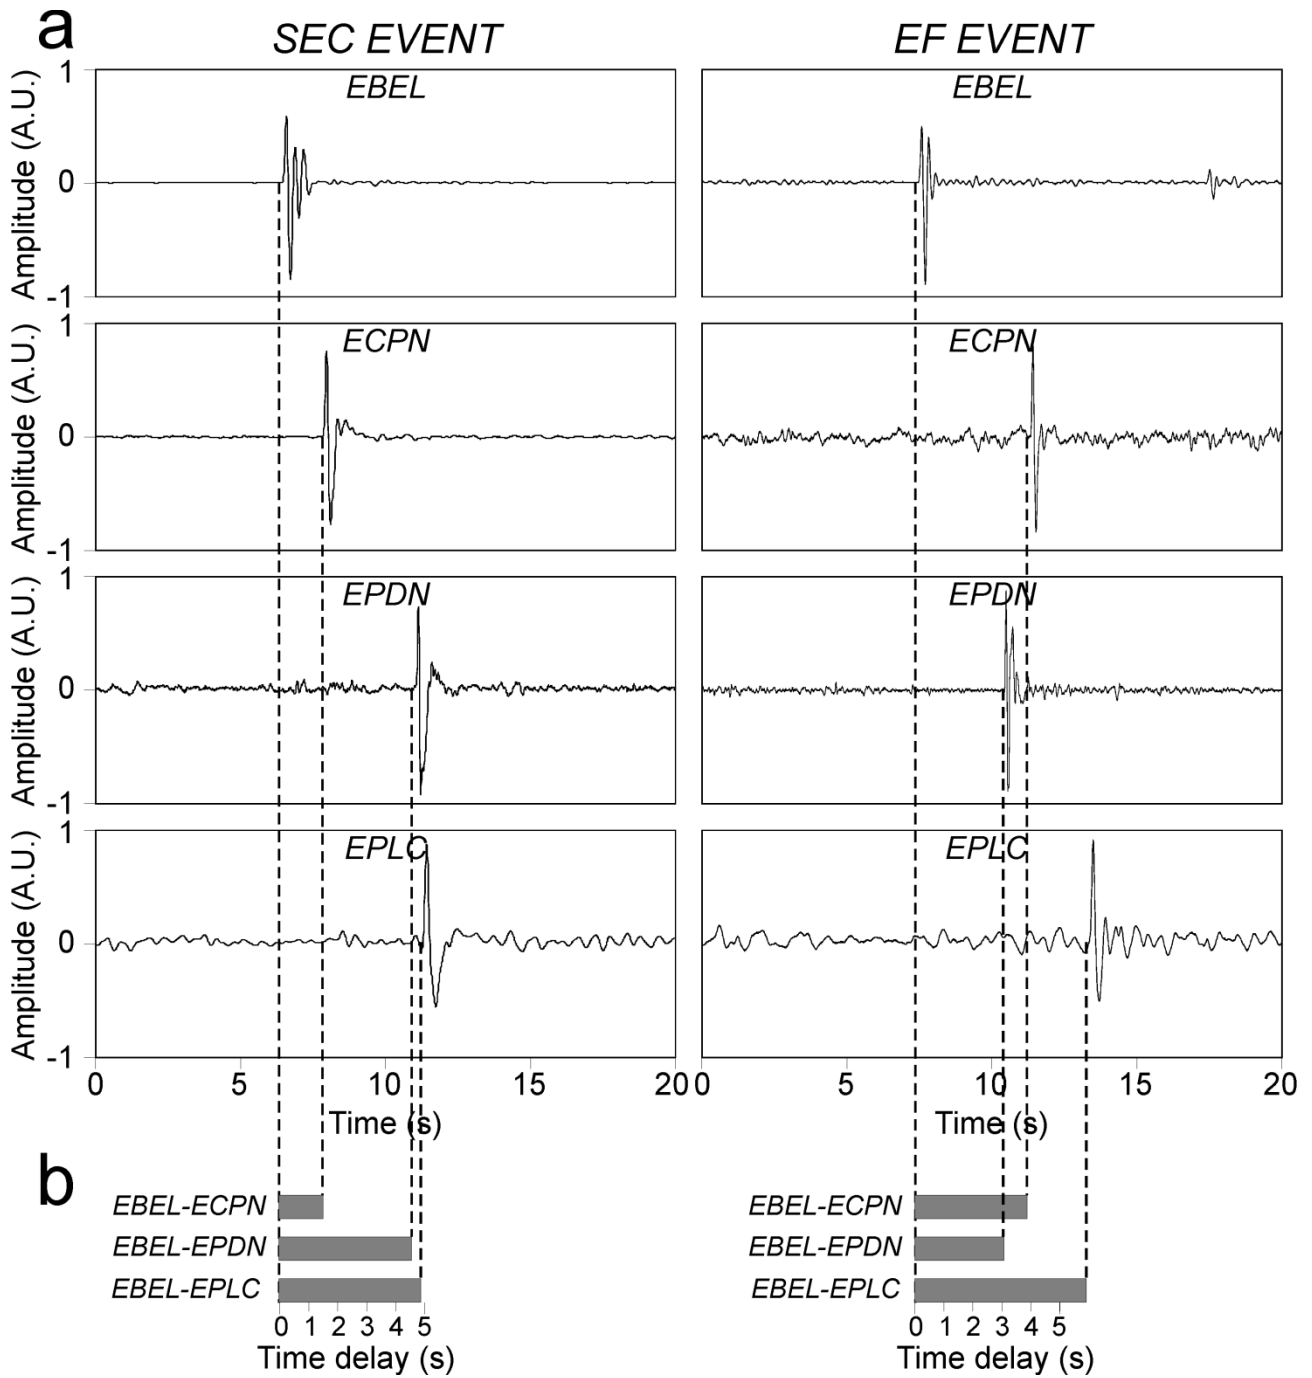 a
SEC EVENT
EF EVENT
Amplitude (A.U.)
1
0
-1
EBEL
EBEL
Amplitude (A.U.)
1
0
-1
ECPN
ECPN
Amplitude (A.U.)
1
0
-1
EPDN
EPDN
Amplitude (A.U.)
1
0
-1
EPLC
EPLC
0 5 10 15 20
0 5 10 15 20
Time (s)
Time (s)
b
EBEL-ECPN
EBEL-EPDN
EBEL-EPLC
0 1 2 3 4 5
Time delay (s)
EBEL-ECPN
EBEL-EPDN
EBEL-EPLC
0 1 2 3 4 5
Time delay (s)